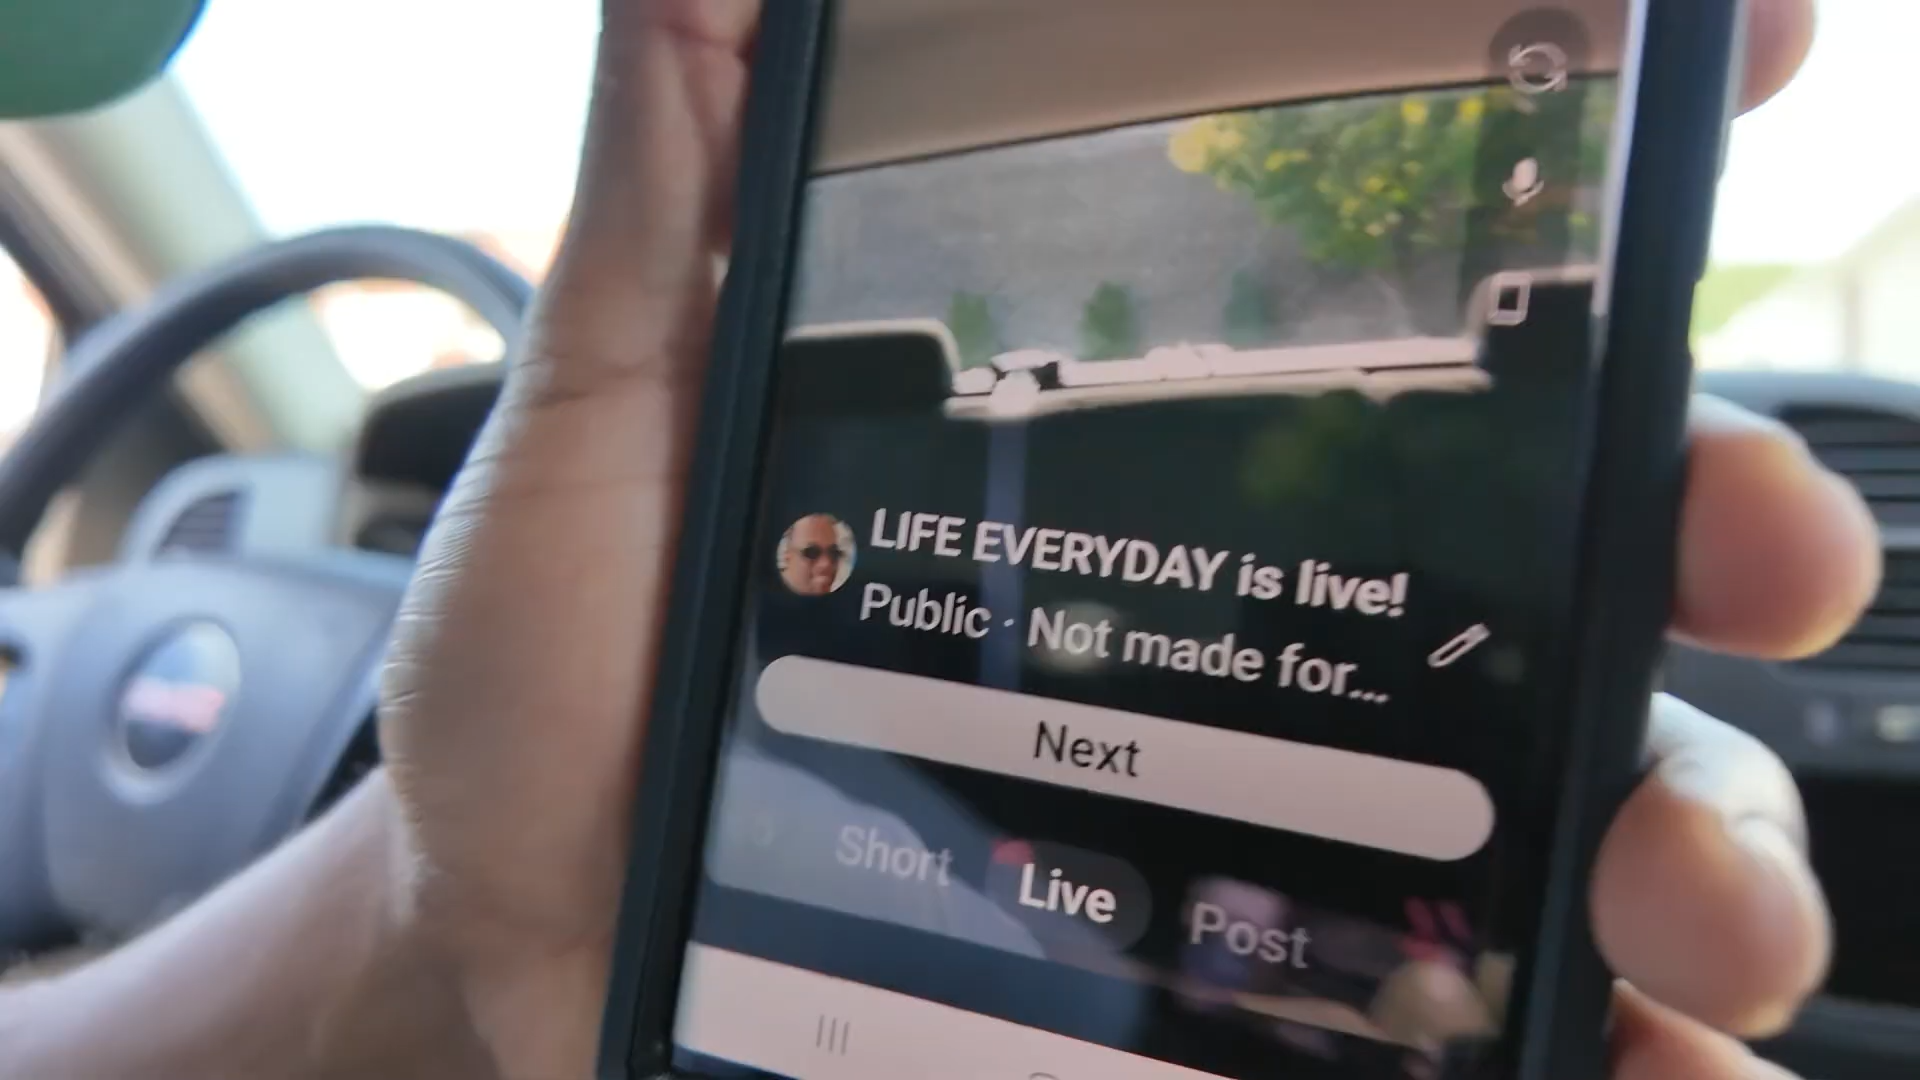 LIFE EVERYDAY is live!
Public · Not made for...
Next
Short
Live
Post